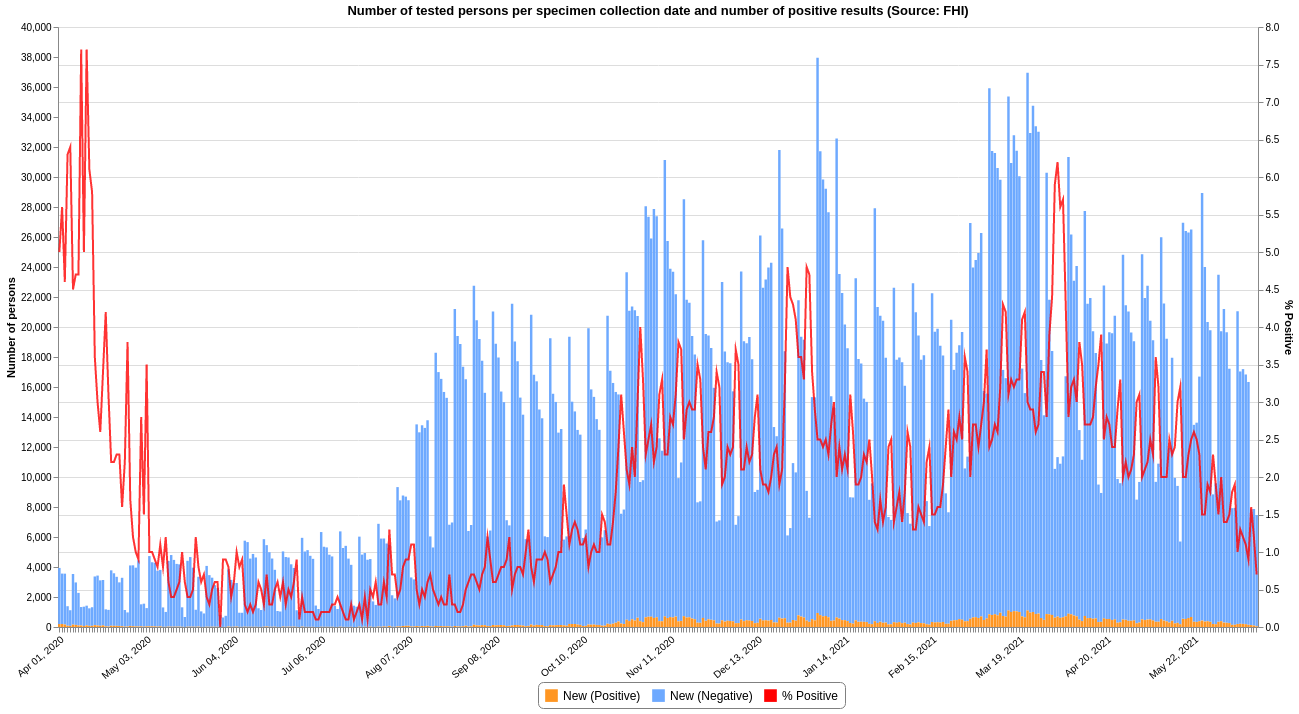 Number of tested persons per specimen collection date and number of positive results (Source: FHI)
Number of persons
40,000
38,000
36,000
34,000
32,000
30,000
28,000
26,000
24,000
22,000
20,000
18,000
16,000
14,000
12,000
10,000
8,000
6,000
4,000
2,000
0
8.0
7.5
7.0
6.5
6.0
5.5
5.0
4.5
4.0
3.5
3.0
2.5
2.0
1.5
1.0
0.5
0.0
% Positive
Apr 01, 2020
May 03, 2020
Jun 04, 2020
Jul 06, 2020
Aug 07, 2020
Sep 08, 2020
Oct 10, 2020
Nov 11, 2020
Dec 13, 2020
Jan 14, 2021
Feb 15, 2021
Mar 19, 2021
Apr 20, 2021
May 22, 2021
New (Positive) New (Negative) % Positive